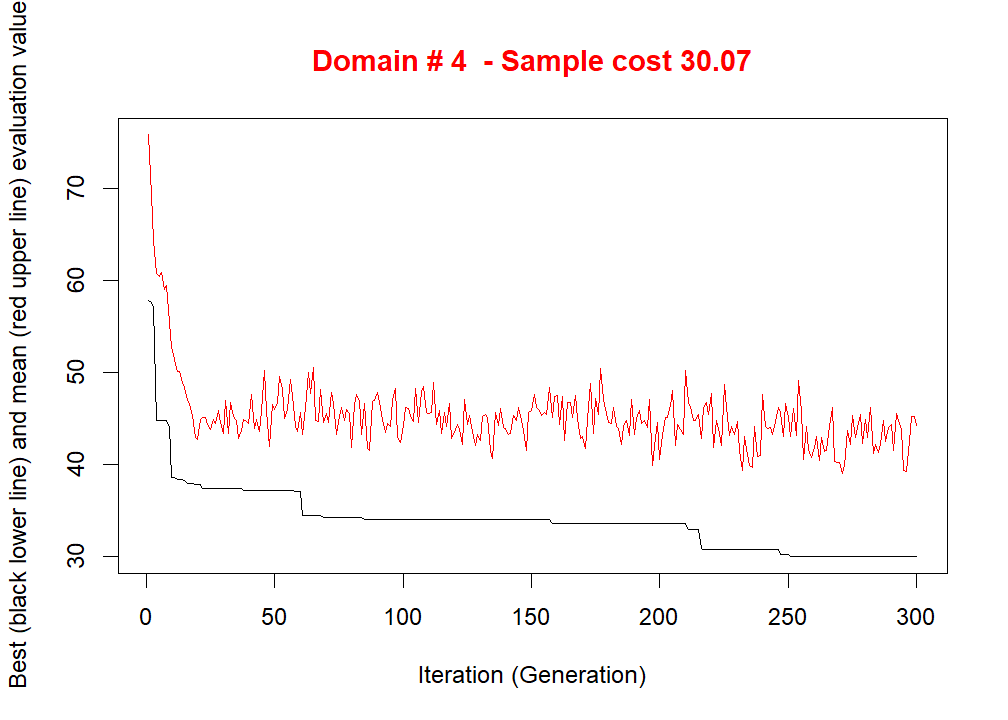 Domain # 4  - Sample cost 30.07
Best (black lower line) and mean (red upper line) evaluation value
70
60
50
40
30
0 50 100 150 200 250 300
Iteration (Generation)